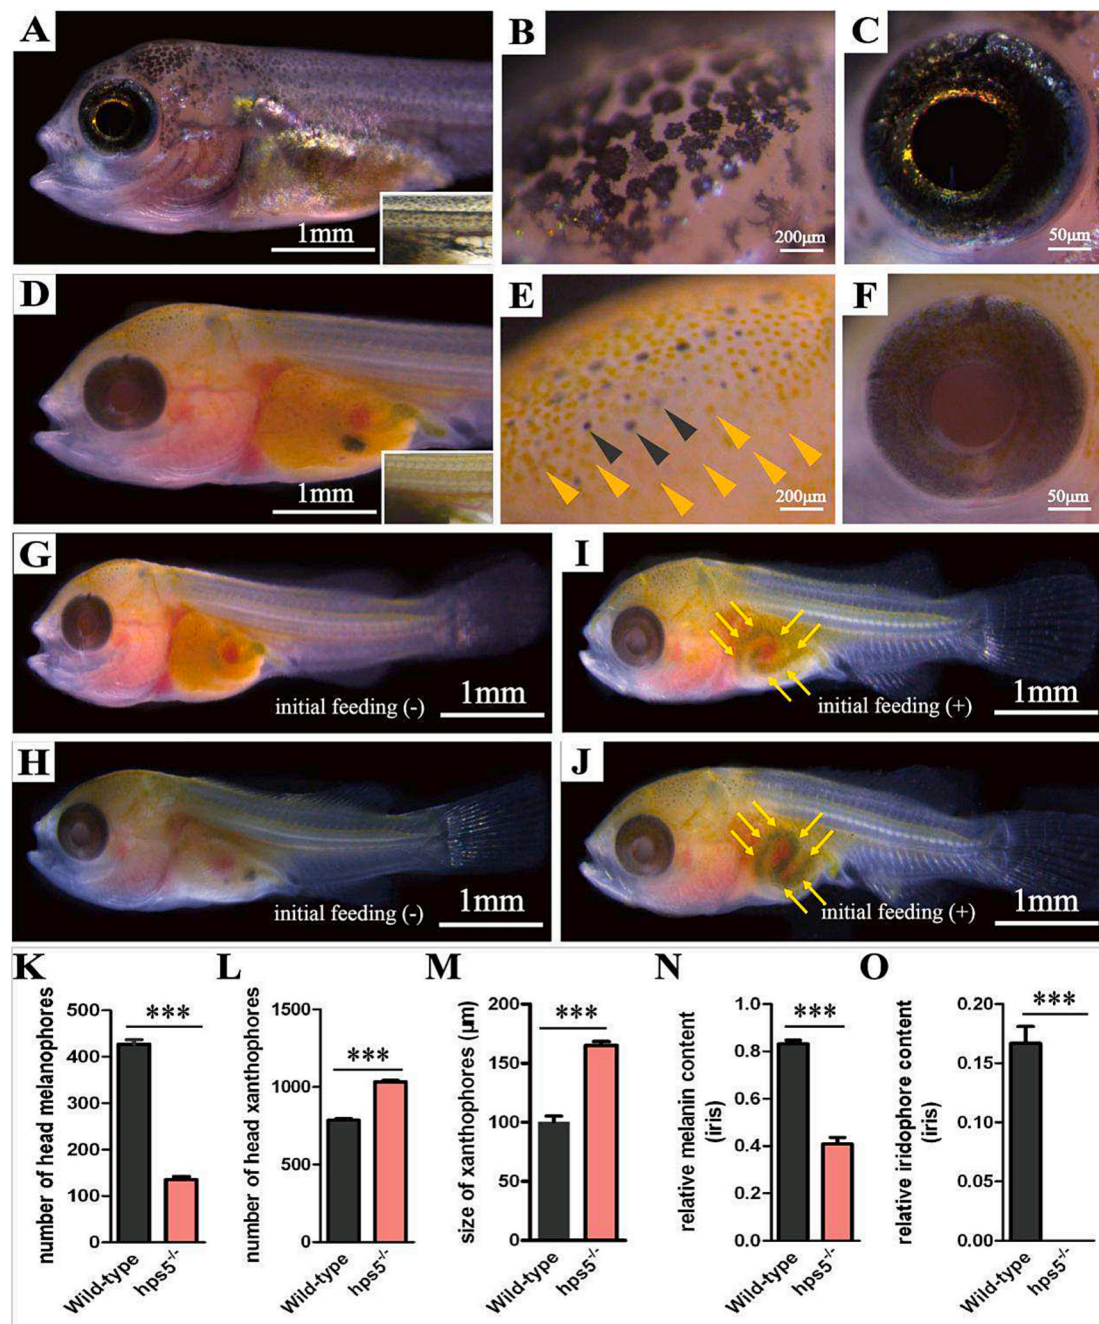 A
1mm
B
200μm
C
50μm
D
1mm
E
200μm
F
50μm
G
initial feeding (-)
1mm
I
initial feeding (+)
1mm
H
initial feeding (-)
1mm
J
initial feeding (+)
1mm
K
number of head melanophores
500
400
300
200
100
0
***
Wild-type
hps5-/-
L
number of head xanthophores
1500
1000
500
0
***
Wild-type
hps5-/-
M
size of xanthophores (μm)
200
150
100
50
0
***
Wild-type
hps5-/-
N
relative melanin content
(iris)
1.0
0.8
0.6
0.4
0.2
0.0
***
Wild-type
hps5-/-
O
relative iridophore content
(iris)
0.20
0.15
0.10
0.05
0.00
***
Wild-type
hps5-/-